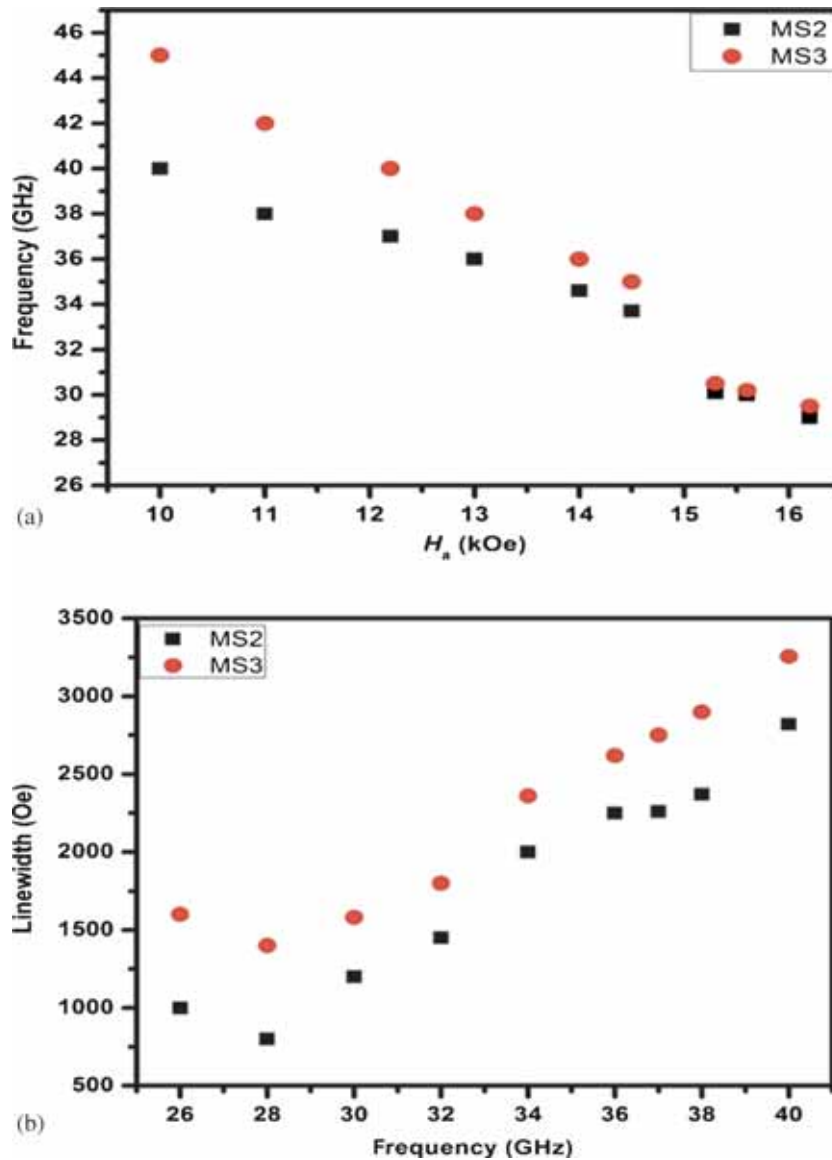 MS2
MS3
46
44
42
40
38
36
34
32
30
28
26
Frequency (GHz)
10 11 12 13 14 15 16
(a)
Ha (kOe)
3500
3000
2500
2000
1500
1000
500
MS2
MS3
Linewidth (Oe)
26 28 30 32 34 36 38 40
(b)
Frequency (GHz)